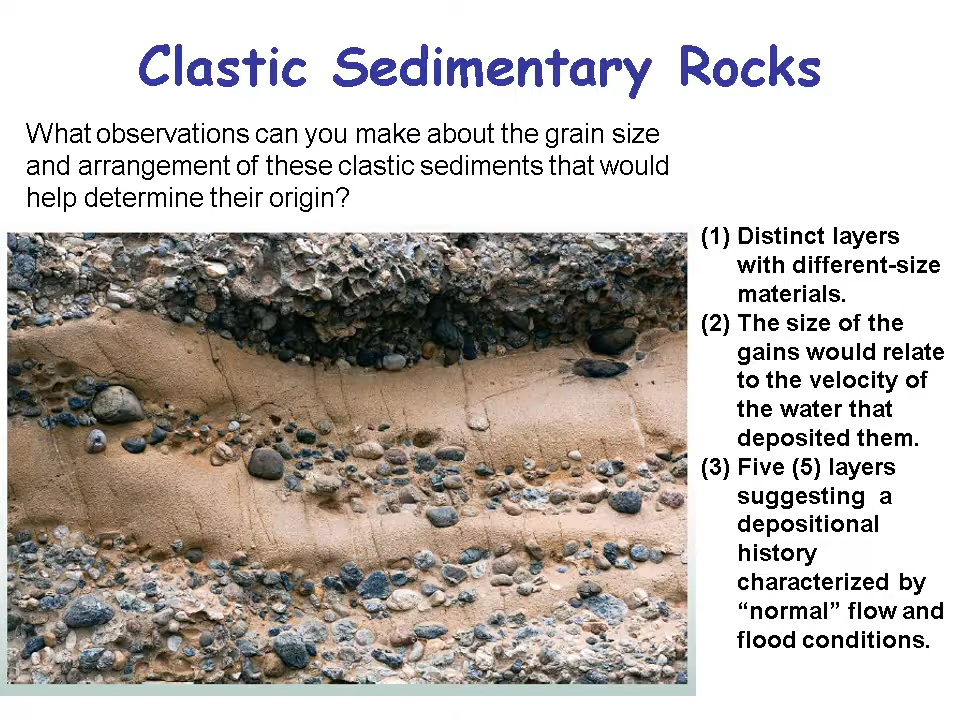 Clastic Sedimentary Rocks
What observations can you make about the grain size
and arrangement of these clastic sediments that would
help determine their origin?
(1) Distinct layers
with different-size
materials.
(2) The size of the
gains would relate
to the velocity of
the water that
deposited them.
(3) Five (5) layers
suggesting a
depositional
history
characterized by
“normal” flow and
flood conditions.